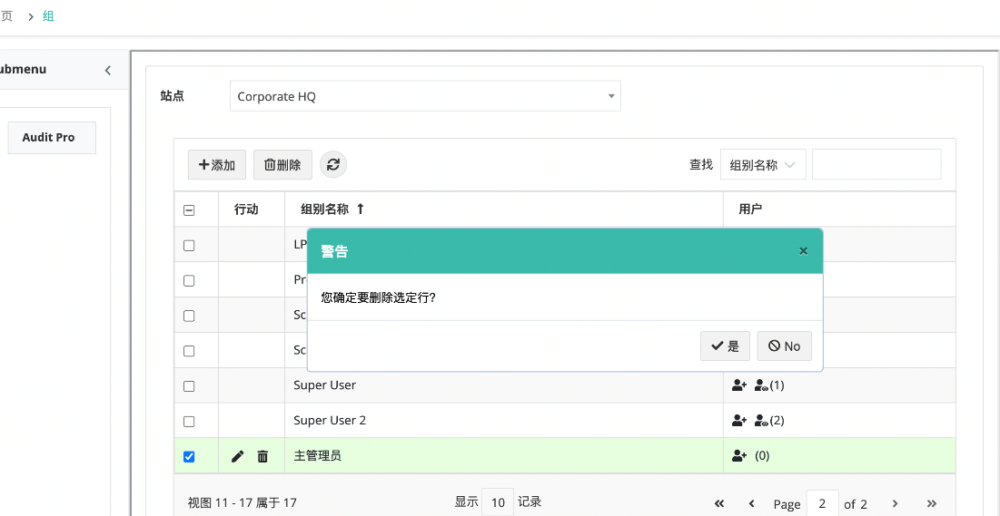 页 > 组
ubmenu
Audit Pro
站点 Corporate HQ
添加 删除 查找 组别名称
行动 组别名称 ↑ 用户
LP
Pr
Sc
Sc
警告 ×
您确定要删除选定行?
是 No
Super User (1)
Super User 2 (2)
主管理员 (0)
视图 11 - 17 属于 17 显示 10 记录 « ‹ Page 2 of 2 › »